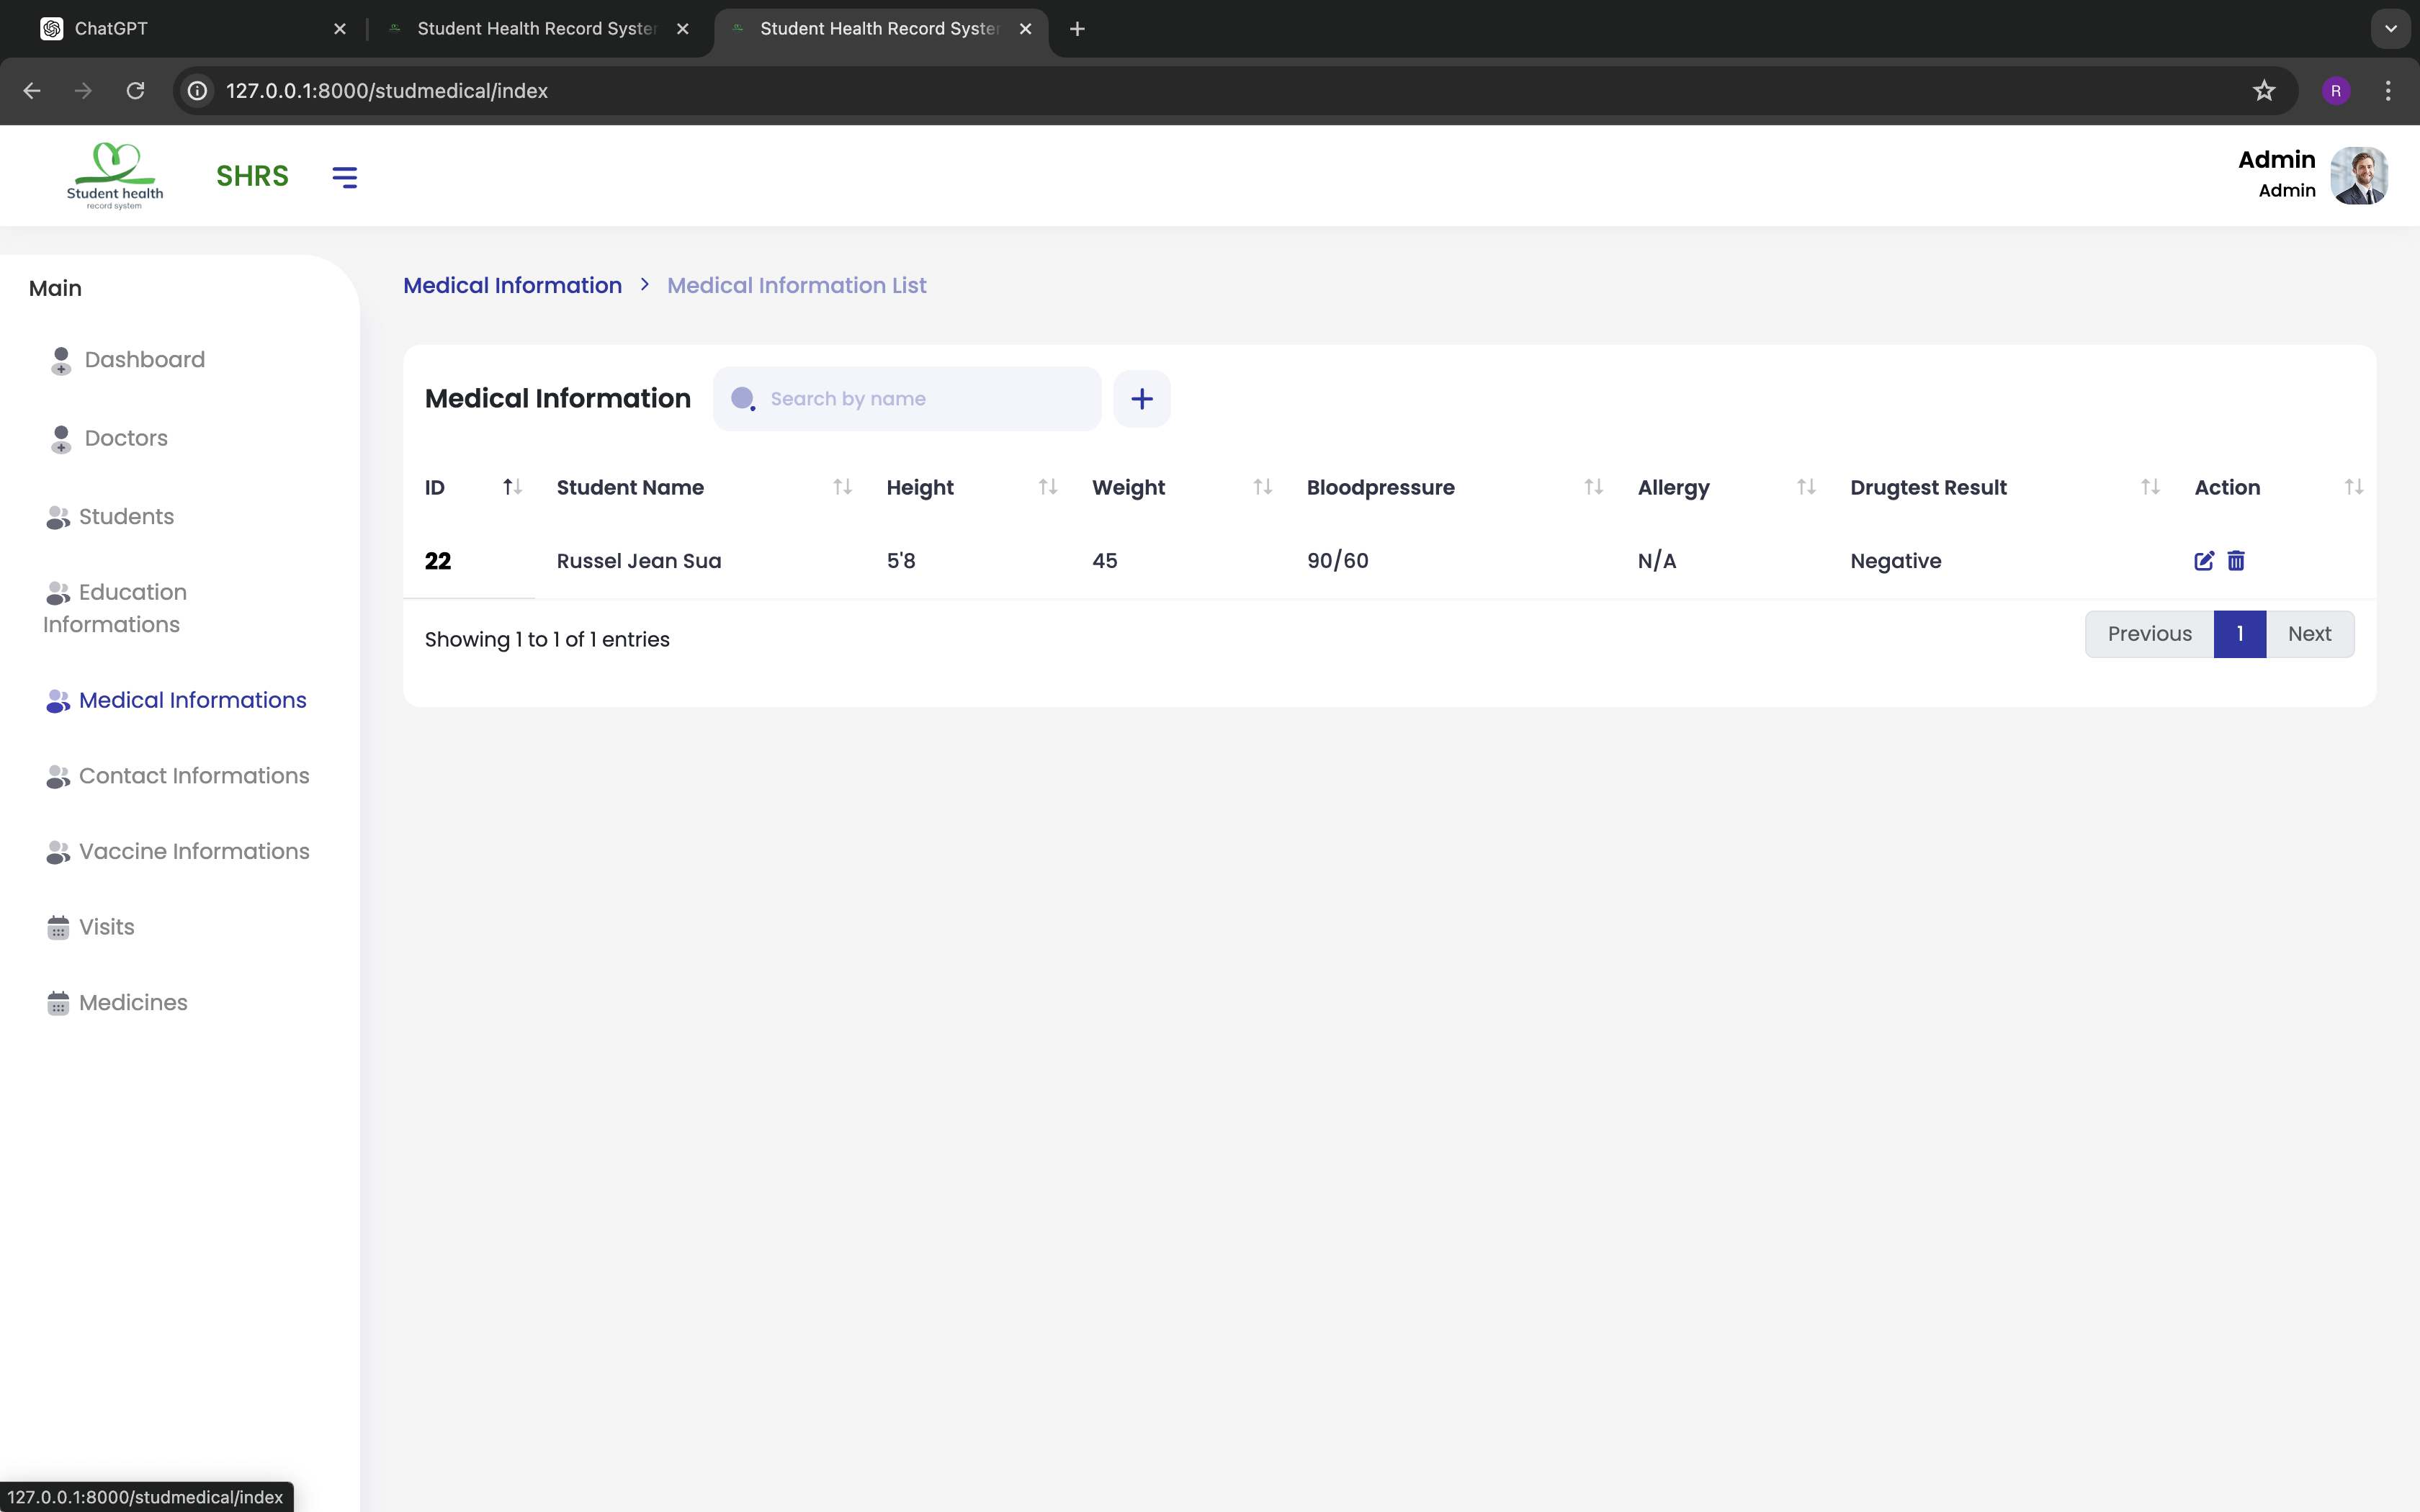 ChatGPT
Student Health Record Syster
Student Health Record Syster
127.0.0.1:8000/studmedical/index
R
Student health
record system
SHRS
Admin
Admin
Main
Dashboard
Doctors
Students
Education
Informations
Medical Informations
Contact Informations
Vaccine Informations
Visits
Medicines
Medical Information > Medical Information List
Medical Information
Search by name
ID Student Name Height Weight Bloodpressure Allergy Drugtest Result Action
22 Russel Jean Sua 5'8 45 90/60 N/A Negative
Showing 1 to 1 of 1 entries
Previous 1 Next
127.0.0.1:8000/studmedical/index